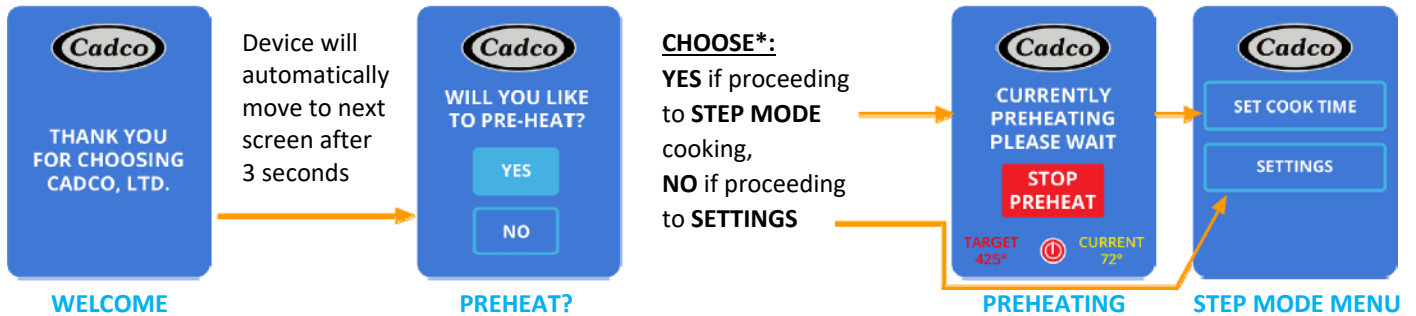 Cadco
THANK YOU
FOR CHOOSING
CADCO, LTD.
WELCOME
Device will
automatically
move to next
screen after
3 seconds
Cadco
WILL YOU LIKE
TO PRE-HEAT?
YES
NO
PREHEAT?
CHOOSE*:
YES if proceeding
to STEP MODE
cooking,
NO if proceeding
to SETTINGS
Cadco
CURRENTLY
PREHEATING
PLEASE WAIT
STOP
PREHEAT
TARGET
425°
CURRENT
72°
PREHEATING
Cadco
SET COOK TIME
SETTINGS
STEP MODE MENU